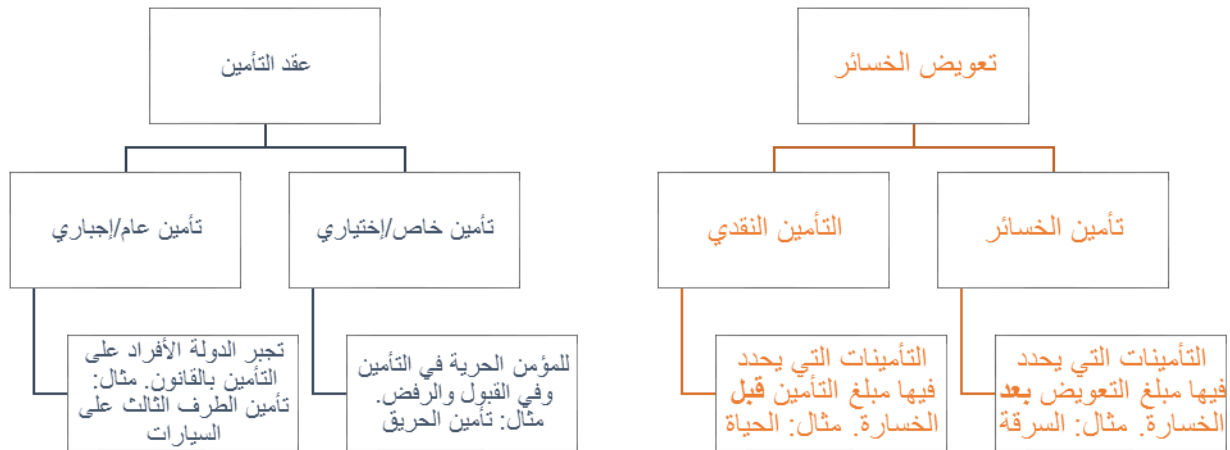 تعويض الخسائر
تأمين الخسائر
التأمينات التي يحدد
فيها مبلغ التعويض بعد
الخسارة. مثال: السرقة
التأمين النقدي
التأمينات التي يحدد
فيها مبلغ التأمين قبل
الخسارة. مثال: الحياة
عقد التأمين
تأمين خاص/إختياري
للمؤمن الحرية في التأمين
وفي القبول والرفض.
مثال: تأمين الحريق
تأمين عام/إجباري
تجبر الدولة الأفراد على
التأمين بالقانون. مثال:
تأمين الطرف الثالث على
السيارات